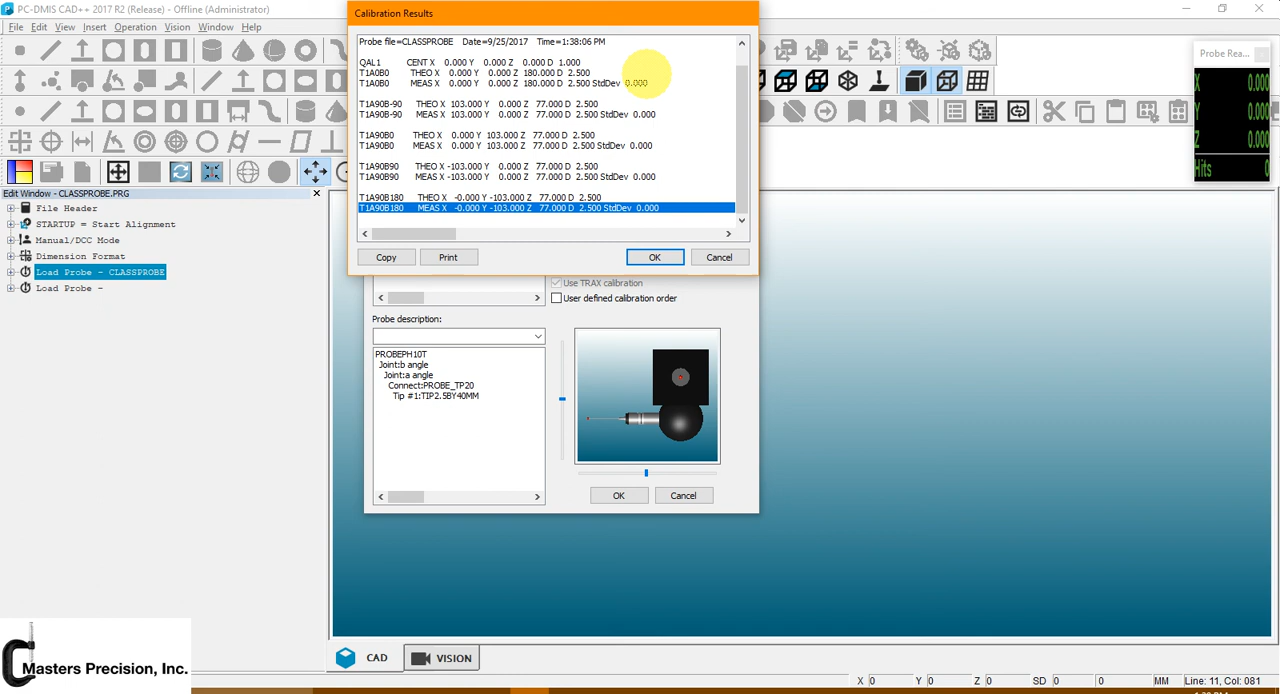 PC-DMIS CAD++ 2017 R2 (Release) - Offline (Administrator)
File Edit View Insert Operation Vision Window Help
Edit Window - CLASSPROBE.PRG
File Header
STARTUP = Start Alignment
Manual/DCC Mode
Dimension Format
Load Probe - CLASSPROBE
Load Probe -
Calibration Results
Probe file=CLASSPROBE Date=9/25/2017 Time=1:38:06 PM
QAL1 CENT X 0.000 Y 0.000 Z 0.000 D 1.000
T1A0B0 THEO X 0.000 Y 0.000 Z 180.000 D 2.500
T1A0B0 MEAS X 0.000 Y 0.000 Z 180.000 D 2.500 StdDev 0.000
T1A90B-90 THEO X 103.000 Y 0.000 Z 77.000 D 2.500
T1A90B-90 MEAS X 103.000 Y 0.000 Z 77.000 D 2.500 StdDev 0.000
T1A90B0 THEO X 0.000 Y 103.000 Z 77.000 D 2.500
T1A90B0 MEAS X 0.000 Y 103.000 Z 77.000 D 2.500 StdDev 0.000
T1A90B90 THEO X -103.000 Y 0.000 Z 77.000 D 2.500
T1A90B90 MEAS X -103.000 Y 0.000 Z 77.000 D 2.500 StdDev 0.000
T1A90B180 THEO X -0.000 Y -103.000 Z 77.000 D 2.500
T1A90B180 MEAS X -0.000 Y -103.000 Z 77.000 D 2.500 StdDev 0.000
Copy Print OK Cancel
Use TRAX calibration
User defined calibration order
Probe description:
PROBEPH10T
Joint:b angle
Joint:a angle
Connect:PROBE_TP20
Tip #1:TIP2.5BY40MM
OK Cancel
Probe Rea...
X 0.000
Y 0.000
Z 0.000
Hits 0
CAD VISION
Masters Precision, Inc.
X 0 Y 0 Z 0 SD 0 0 MM Line: 11, Col: 081